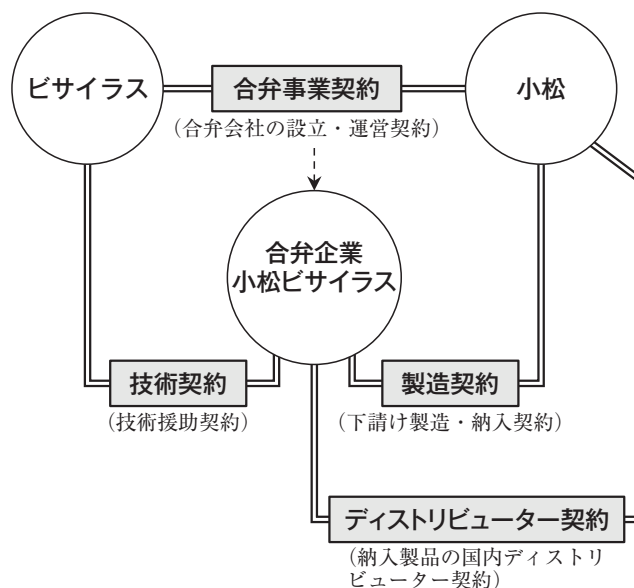 ビサイラス
合弁事業契約
小松
(合弁会社の設立・運営契約)
合弁企業
小松ビサイラス
技術契約
(技術援助契約)
製造契約
(下請け製造・納入契約)
ディストリビューター契約
(納入製品の国内ディストリ
ビューター契約)